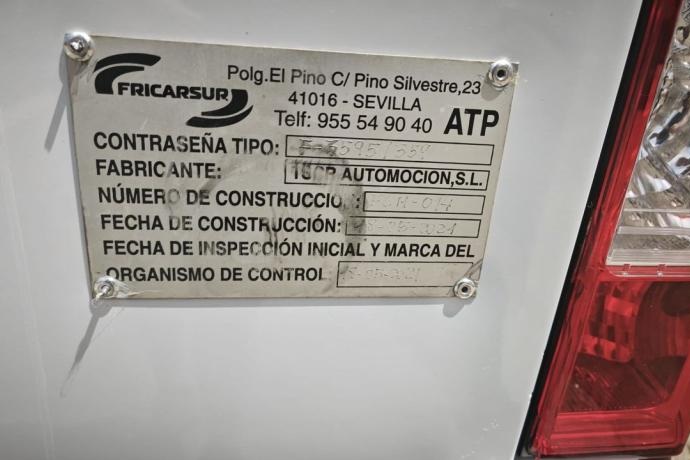 FRICARSUR
Polg.El Pino C/ Pino Silvestre,23
41016 - SEVILLA
Telf: 955 54 90 40 ATP
CONTRASEÑA TIPO:
FABRICANTE: AUTOMOCION,S.L.
NÚMERO DE CONSTRUCCION:
FECHA DE CONSTRUCCIÓN:
FECHA DE INSPECCIÓN INICIAL Y MARCA DEL
ORGANISMO DE CONTROL: